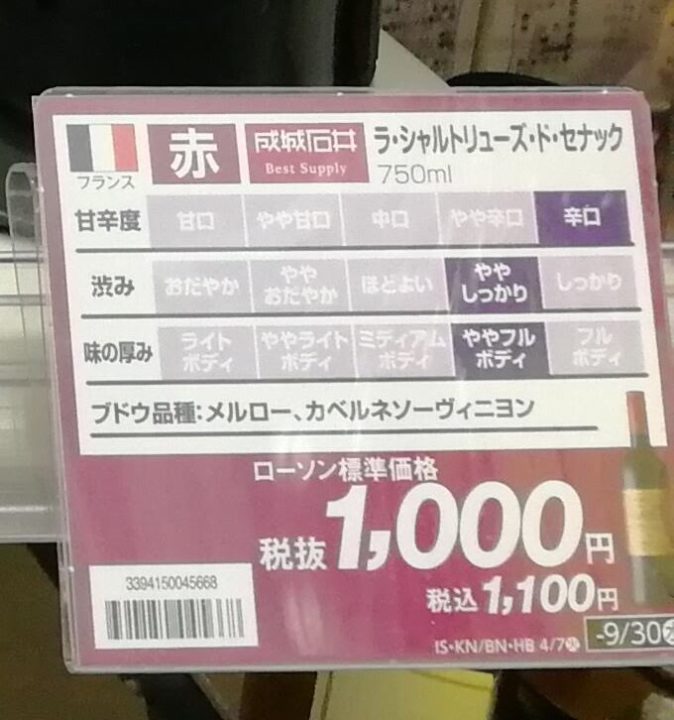 フランス
赤
成城石井
Best Supply
ラ・シャルトリューズ・ド・セナック
750ml
甘辛度 甘口 やや甘口 中口 やや辛口 辛口
渋み おだやか やや おだやか ほどよい やや しっかり しっかり
味の厚み ライト ボディ ややライト ボディ ミディアム ボディ ややフル ボディ フル ボディ
ブドウ品種:メルロー、カベルネソーヴィニヨン
ローソン標準価格
税抜1,000円
税込1,100円
3394150045668
IS・KN/BN・HB 4/7㊋
-9/30